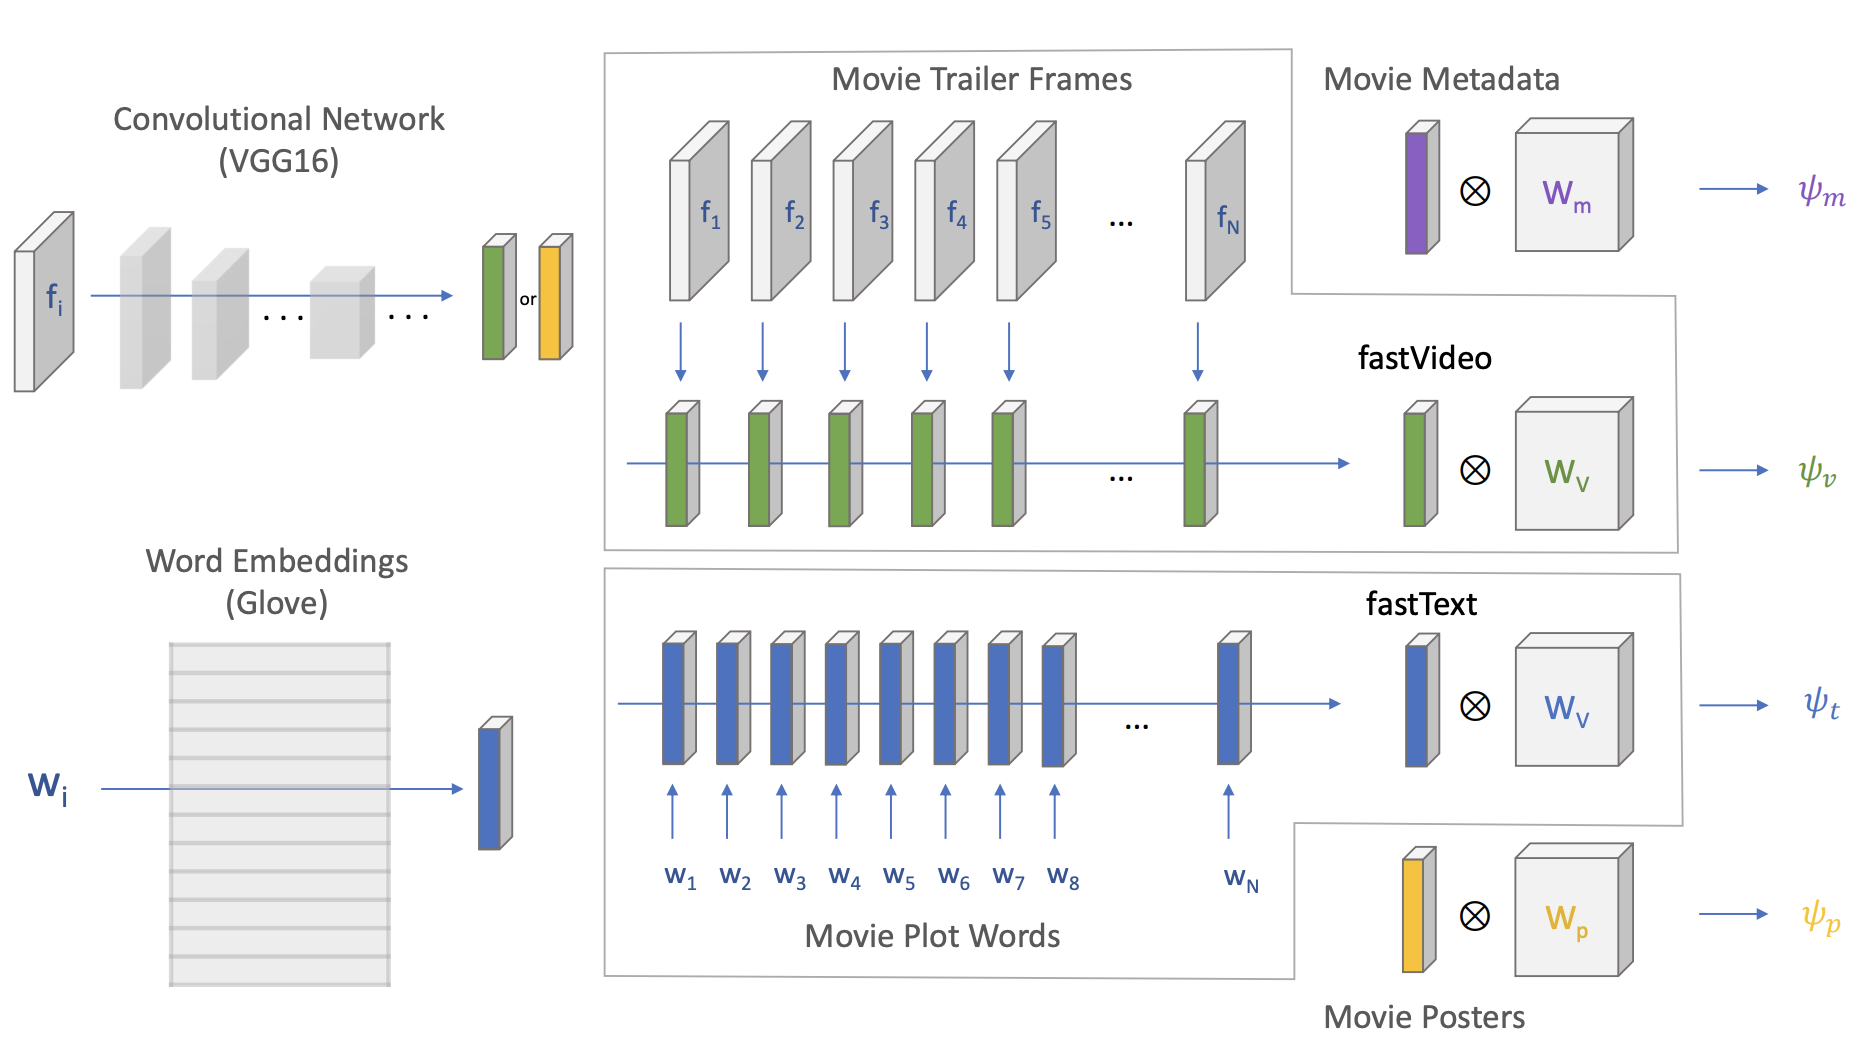 Convolutional Network
(VGG16)
fi
...
...
or
Word Embeddings
(Glove)
wi
Movie Trailer Frames
f1 f2 f3 f4 f5 ... fN
...
fastVideo
⊗ WV
ψv
Movie Metadata
⊗ Wm
ψm
fastText
...
⊗ WV
ψt
w1 w2 w3 w4 w5 w6 w7 w8 wN
Movie Plot Words
⊗ Wp
ψp
Movie Posters